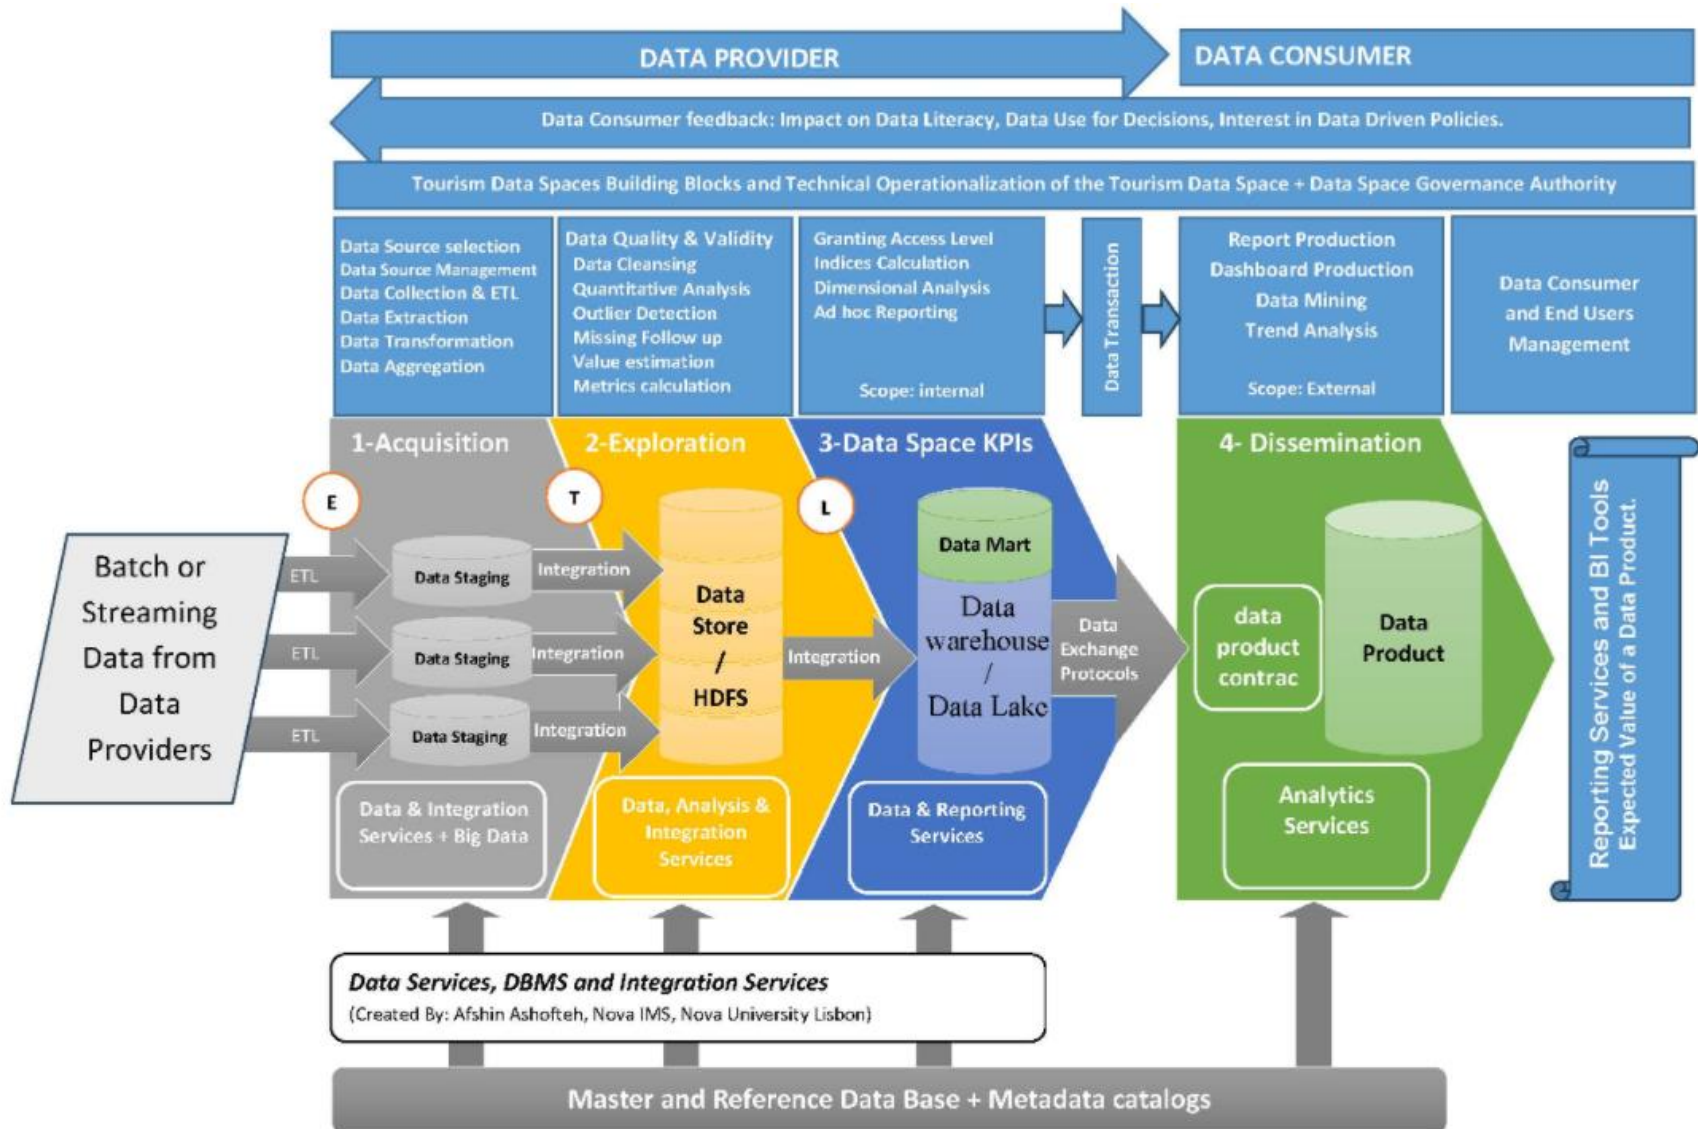 DATA PROVIDER
DATA CONSUMER
Data Consumer feedback: Impact on Data Literacy, Data Use for Decisions, Interest in Data Driven Policies.
Tourism Data Spaces Building Blocks and Technical Operationalization of the Tourism Data Space + Data Space Governance Authority
Data Source selection
Data Source Management
Data Collection & ETL
Data Extraction
Data Transformation
Data Aggregation
Data Quality & Validity
Data Cleansing
Quantitative Analysis
Outlier Detection
Missing Follow up
Value estimation
Metrics calculation
Granting Access Level
Indices Calculation
Dimensional Analysis
Ad hoc Reporting
Scope: internal
Data Transaction
Report Production
Dashboard Production
Data Mining
Trend Analysis
Scope: External
Data Consumer
and End Users
Management
1-Acquisition
2-Exploration
3-Data Space KPIs
4- Dissemination
E
T
L
Batch or
Streaming
Data from
Data
Providers
ETL
ETL
ETL
Data Staging
Data Staging
Data Staging
Integration
Integration
Integration
Data
Store
/
HDFS
Integration
Data Mart
Data
warehouse
/
Data Lake
Data
Exchange
Protocols
data
product
contrac
Data
Product
Reporting Services and BI Tools
Expected Value of a Data Product.
Data & Integration
Services + Big Data
Data, Analysis &
Integration
Services
Data & Reporting
Services
Analytics
Services
Data Services, DBMS and Integration Services
(Created By: Afshin Ashofteh, Nova IMS, Nova University Lisbon)
Master and Reference Data Base + Metadata catalogs